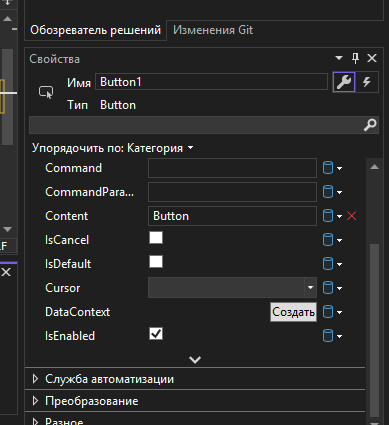 Обозреватель решений Изменения Git
Свойства
Имя Button1
Тип Button
Упорядочить по: Категория
Command
CommandPara...
Content Button
IsCancel
IsDefault
Cursor
DataContext Создать
IsEnabled
Служба автоматизации
Преобразование
Разное